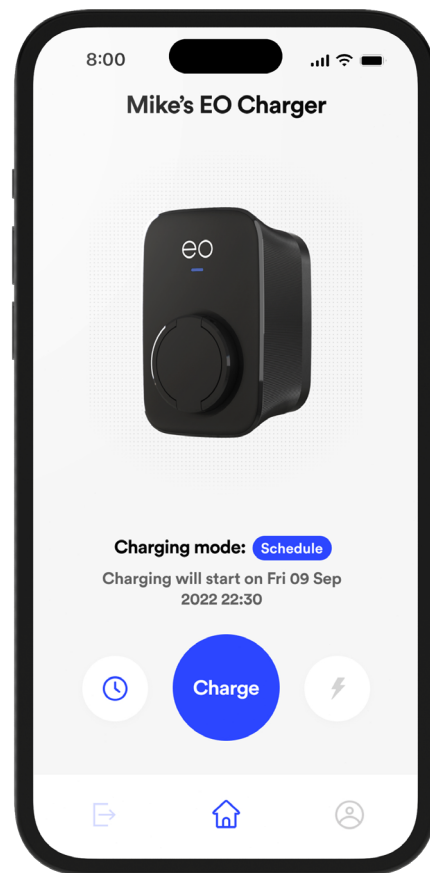 8:00
Mike's EO Charger
eo
Charging mode: Schedule
Charging will start on Fri 09 Sep
2022 22:30
Charge